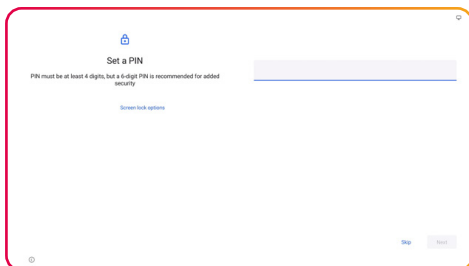 Set a PIN
PIN must be at least 4 digits, but a 6-digit PIN is recommended for added
security
Screen lock options
Skip
Next